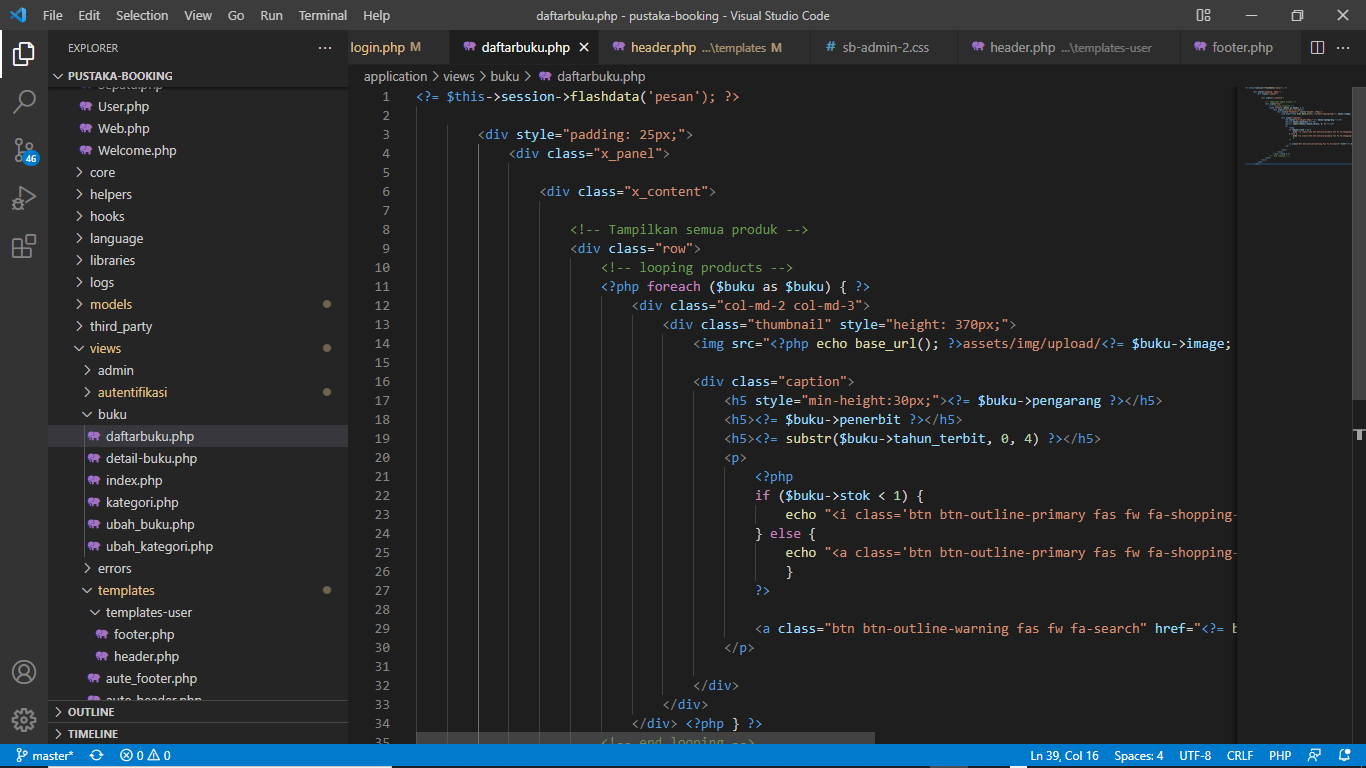 File Edit Selection View Go Run Terminal Help daftarbuku.php - pustaka-booking - Visual Studio Code
EXPLORER
login.php M daftarbuku.php header.php ...\templates M sb-admin-2.css header.php ...\templates-user footer.php
PUSTAKA-BOOKING
application > views > buku > daftarbuku.php
User.php
Web.php
Welcome.php
core
helpers
hooks
language
libraries
logs
models
third_party
views
admin
autentifikasi
buku
daftarbuku.php
detail-buku.php
index.php
kategori.php
ubah_buku.php
ubah_kategori.php
errors
templates
templates-user
footer.php
header.php
aute_footer.php
aute_header.php
OUTLINE
TIMELINE
46
1 <?= $this->session->flashdata('pesan'); ?>
2
3 <div style="padding: 25px;">
4 <div class="x_panel">
5
6 <div class="x_content">
7
8 <!-- Tampilkan semua produk -->
9 <div class="row">
10 <!-- looping products -->
11 <?php foreach ($buku as $buku) { ?>
12 <div class="col-md-2 col-md-3">
13 <div class="thumbnail" style="height: 370px;">
14 <img src="<?php echo base_url(); ?>assets/img/upload/<?= $buku->image;
15
16 <div class="caption">
17 <h5 style="min-height:30px;"><?= $buku->pengarang ?></h5>
18 <h5><?= $buku->penerbit ?></h5>
19 <h5><?= substr($buku->tahun_terbit, 0, 4) ?></h5>
20 <p>
21 <?php
22 if ($buku->stok < 1) {
23 echo "<i class='btn btn-outline-primary fas fw fa-shopping-
24 } else {
25 echo "<a class='btn btn-outline-primary fas fw fa-shopping-
26 }
27 ?>
28
29 <a class="btn btn-outline-warning fas fw fa-search" href="<?= b
30 </p>
31
32 </div>
33 </div>
34 </div> <?php } ?>
35 <!-- end looping -->
master* 0 0 Ln 39, Col 16 Spaces: 4 UTF-8 CRLF PHP